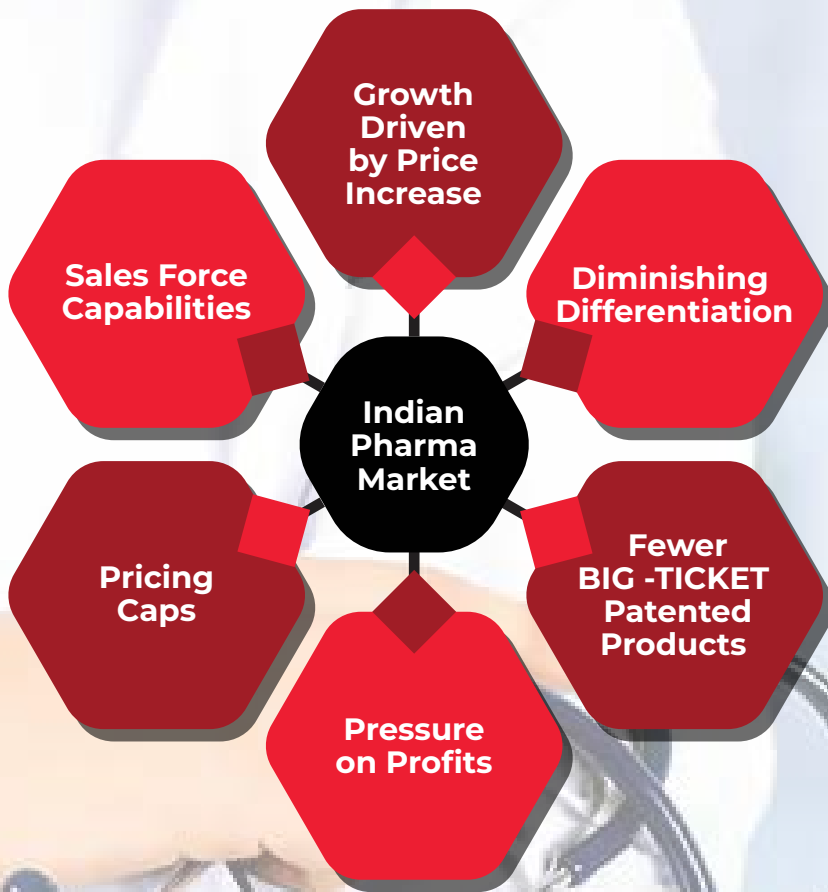 Growth
Driven
by Price
Increase
Sales Force
Capabilities
Diminishing
Differentiation
Indian
Pharma
Market
Pricing
Caps
Fewer
BIG -TICKET
Patented
Products
Pressure
on Profits